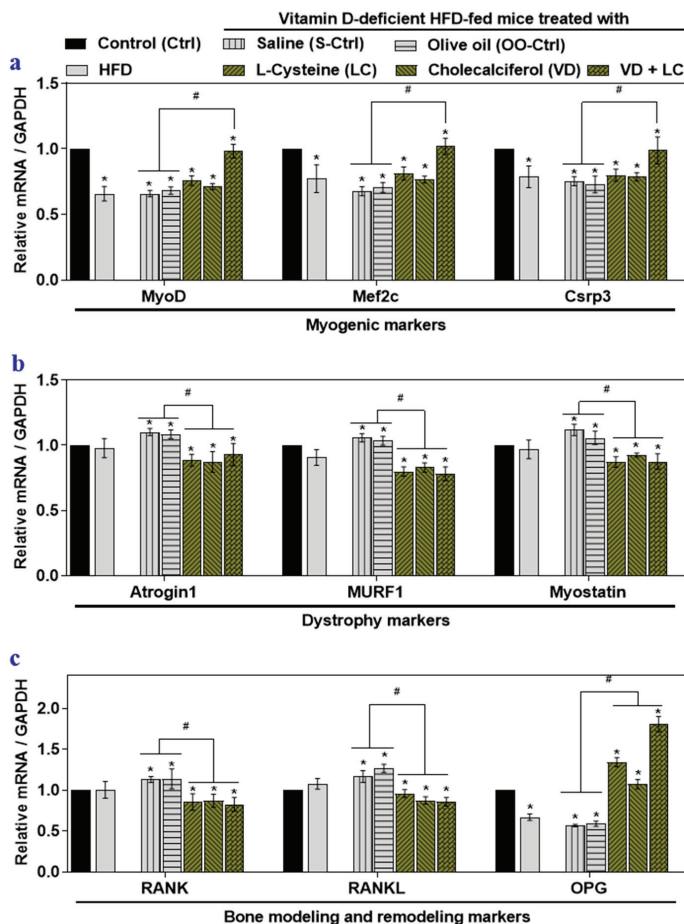 Vitamin D-deficient HFD-fed mice treated with
Control (Ctrl) Saline (S-Ctrl) Olive oil (OO-Ctrl)
HFD L-Cysteine (LC) Cholecalciferol (VD) VD + LC
a
Relative mRNA / GAPDH
1.5
1.0
0.5
0.0
# # #
* * * * * * *
* * * * * * *
* * * * * * *
MyoD Mef2c Csrp3
Myogenic markers
b
Relative mRNA / GAPDH
1.5
1.0
0.5
0.0
# # #
* * * * *
* * * * *
* * * * *
Atrogin1 MURF1 Myostatin
Dystrophy markers
c
Relative mRNA / GAPDH
2.0
1.5
1.0
0.5
0.0
# # #
* * * * *
* * * * *
* * * * * *
RANK RANKL OPG
Bone modeling and remodeling markers